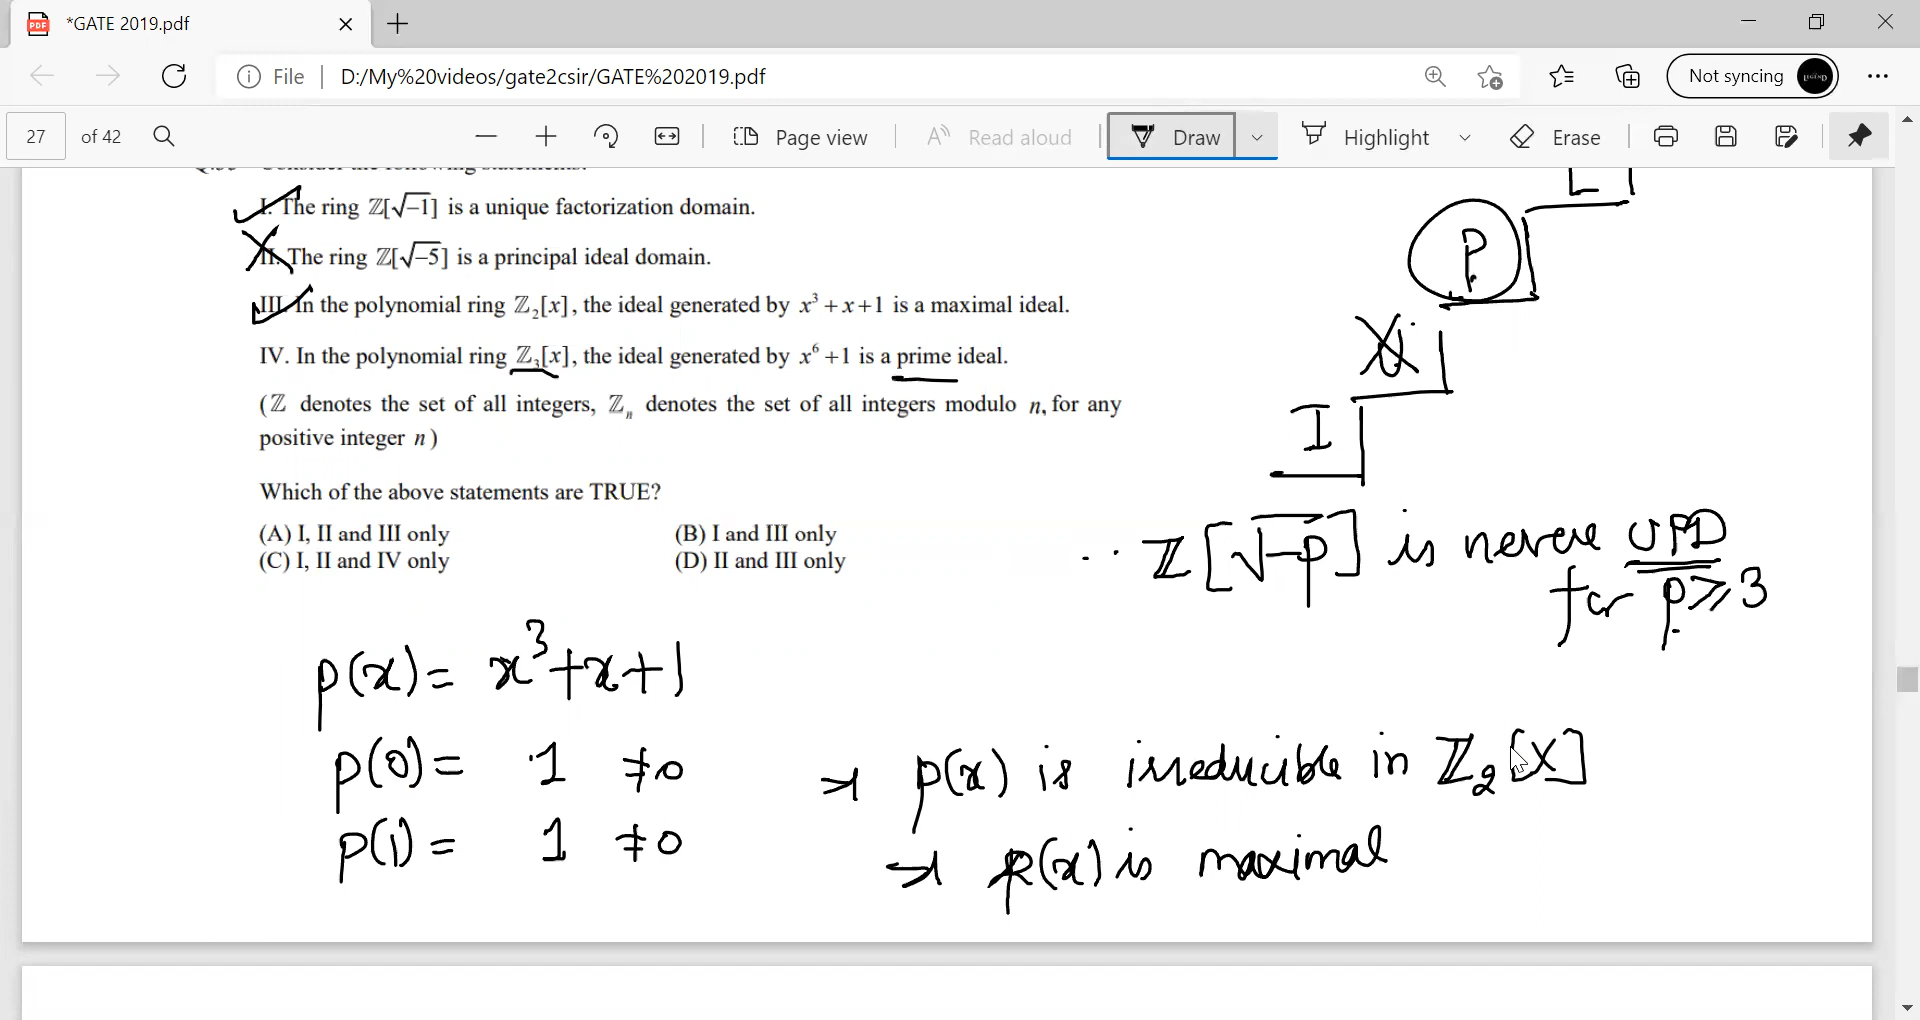 *GATE 2019.pdf
File D:/My%20videos/gate2csir/GATE%202019.pdf Not syncing
27 of 42 Page view Read aloud Draw Highlight Erase
I. The ring ℤ[√−1] is a unique factorization domain.
II. The ring ℤ[√−5] is a principal ideal domain.
III. In the polynomial ring ℤ₂[x], the ideal generated by x³ + x + 1 is a maximal ideal.
IV. In the polynomial ring ℤ₃[x], the ideal generated by x⁶ + 1 is a prime ideal.
(ℤ denotes the set of all integers, ℤₙ denotes the set of all integers modulo n, for any
positive integer n)
Which of the above statements are TRUE?
(A) I, II and III only (B) I and III only
(C) I, II and IV only (D) II and III only
P
U
I
ℤ[√−p] is never UFD
for p ≥ 3
p(x) = x³+x+1
p(0) = 1 ≠0
p(1) = 1 ≠0
→ p(x) is irreducible in ℤ₂[x]
→ p(x) is maximal